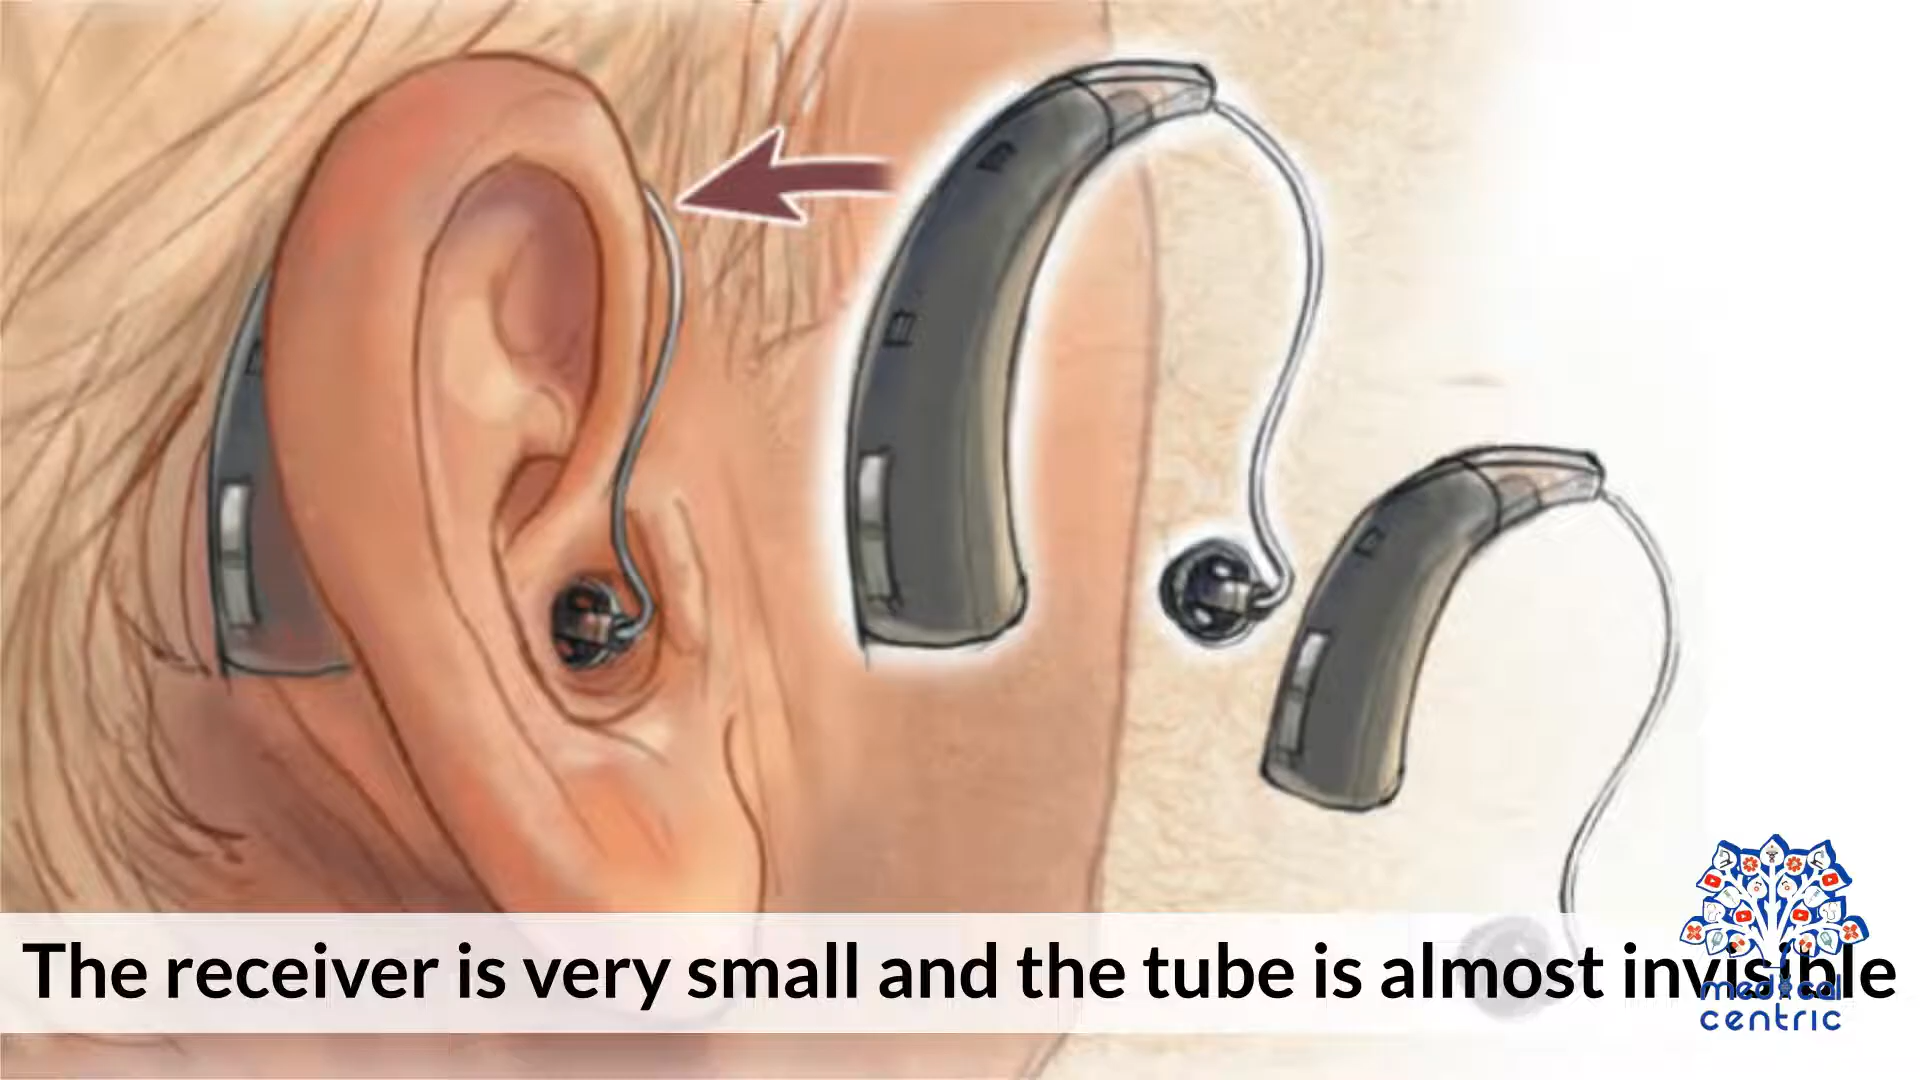 The receiver is very small and the tube is almost invisible
medical
centric